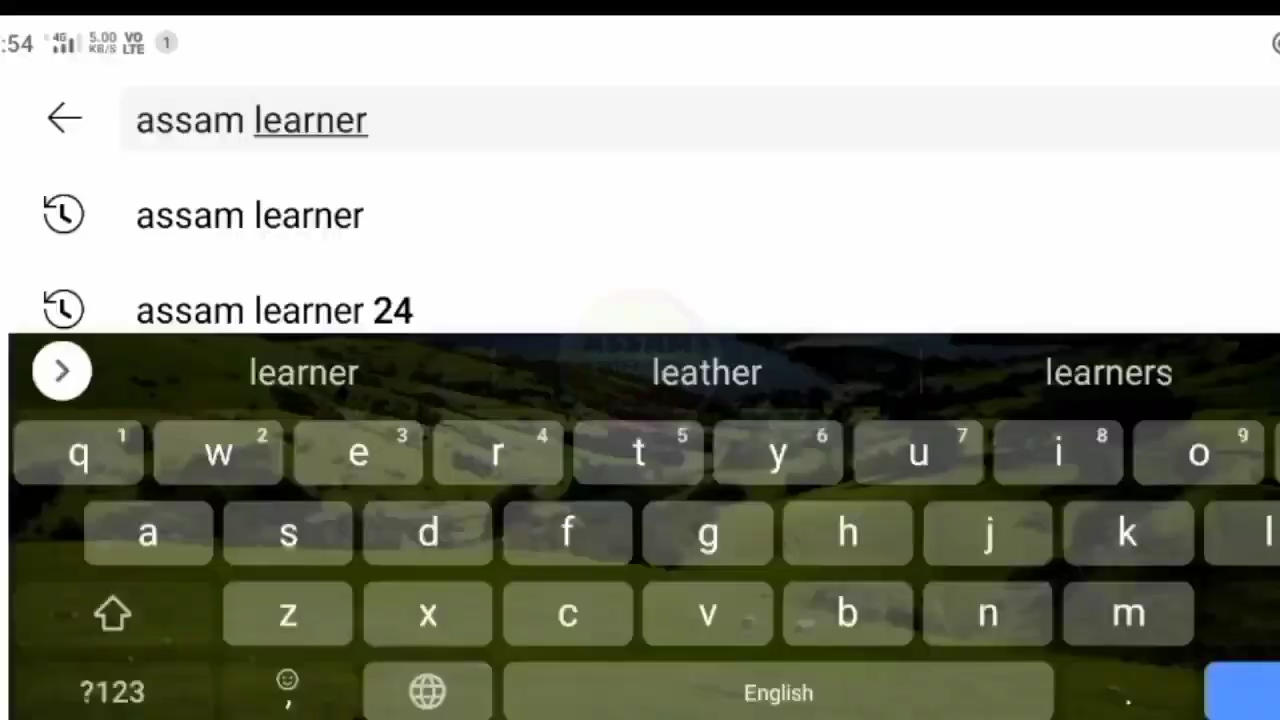 :54 4G 5.00 KB/S VO LTE 1
assam learner
assam learner
assam learner 24
learner leather learners
q 1 w 2 e 3 r 4 t 5 y 6 u 7 i 8 o 9
a s d f g h j k l
z x c v b n m
?123 , English .